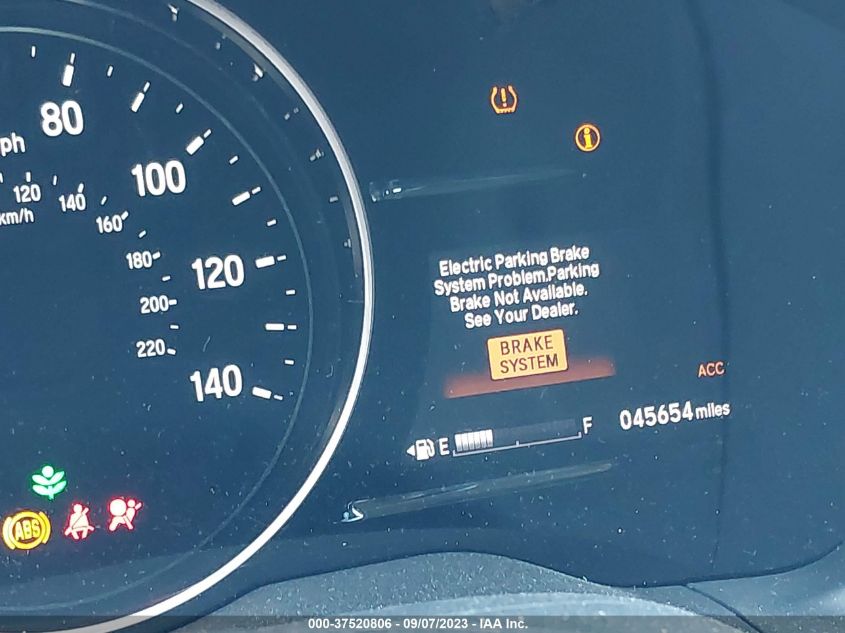 80
mph
100
120
km/h
140
160
120
180
200
220
140
Electric Parking Brake
System Problem.Parking
Brake Not Available.
See Your Dealer.
BRAKE
SYSTEM
ACC
E
F
045654 miles
ABS
000-37520806 - 09/07/2023 - IAA Inc.